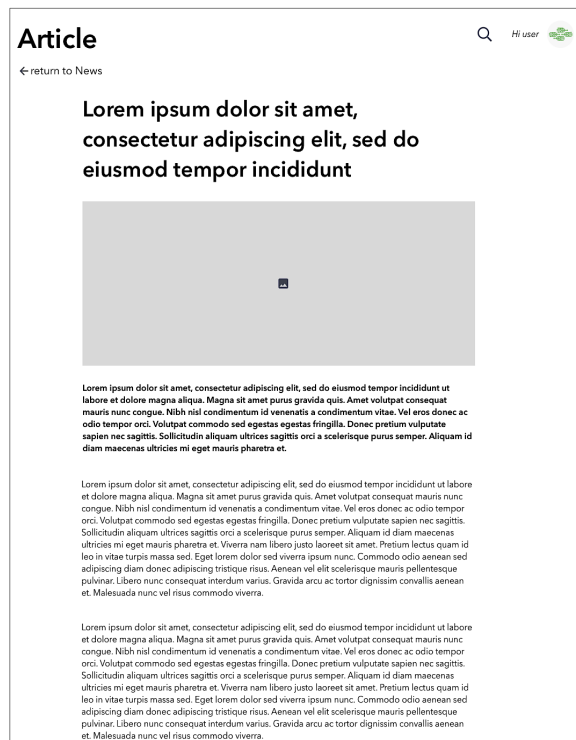 Article
Hi user
return to News
Lorem ipsum dolor sit amet,
consectetur adipiscing elit, sed do
eiusmod tempor incididunt
Lorem ipsum dolor sit amet, consectetur adipiscing elit, sed do eiusmod tempor incididunt ut
labore et dolore magna aliqua. Magna sit amet purus gravida quis. Amet volutpat consequat
mauris nunc congue. Nibh nisl condimentum id venenatis a condimentum vitae. Vel eros donec ac
odio tempor orci. Volutpat commodo sed egestas egestas fringilla. Donec pretium vulputate
sapien nec sagittis. Sollicitudin aliquam ultrices sagittis orci a scelerisque purus semper. Aliquam id
diam maecenas ultricies mi eget mauris pharetra et.
Lorem ipsum dolor sit amet, consectetur adipiscing elit, sed do eiusmod tempor incididunt ut labore
et dolore magna aliqua. Magna sit amet purus gravida quis. Amet volutpat consequat mauris nunc
congue. Nibh nisl condimentum id venenatis a condimentum vitae. Vel eros donec ac odio tempor
orci. Volutpat commodo sed egestas egestas fringilla. Donec pretium vulputate sapien nec sagittis.
Sollicitudin aliquam ultrices sagittis orci a scelerisque purus semper. Aliquam id diam maecenas
ultricies mi eget mauris pharetra et. Viverra nam libero justo laoreet sit amet. Pretium lectus quam id
leo in vitae turpis massa sed. Eget lorem dolor sed viverra ipsum nunc. Commodo odio aenean sed
adipiscing diam donec adipiscing tristique risus. Aenean vel elit scelerisque mauris pellentesque
pulvinar. Libero nunc consequat interdum varius. Gravida arcu ac tortor dignissim convallis aenean
et. Malesuada nunc vel risus commodo viverra.
Lorem ipsum dolor sit amet, consectetur adipiscing elit, sed do eiusmod tempor incididunt ut labore
et dolore magna aliqua. Magna sit amet purus gravida quis. Amet volutpat consequat mauris nunc
congue. Nibh nisl condimentum id venenatis a condimentum vitae. Vel eros donec ac odio tempor
orci. Volutpat commodo sed egestas egestas fringilla. Donec pretium vulputate sapien nec sagittis.
Sollicitudin aliquam ultrices sagittis orci a scelerisque purus semper. Aliquam id diam maecenas
ultricies mi eget mauris pharetra et. Viverra nam libero justo laoreet sit amet. Pretium lectus quam id
leo in vitae turpis massa sed. Eget lorem dolor sed viverra ipsum nunc. Commodo odio aenean sed
adipiscing diam donec adipiscing tristique risus. Aenean vel elit scelerisque mauris pellentesque
pulvinar. Libero nunc consequat interdum varius. Gravida arcu ac tortor dignissim convallis aenean
et. Malesuada nunc vel risus commodo viverra.